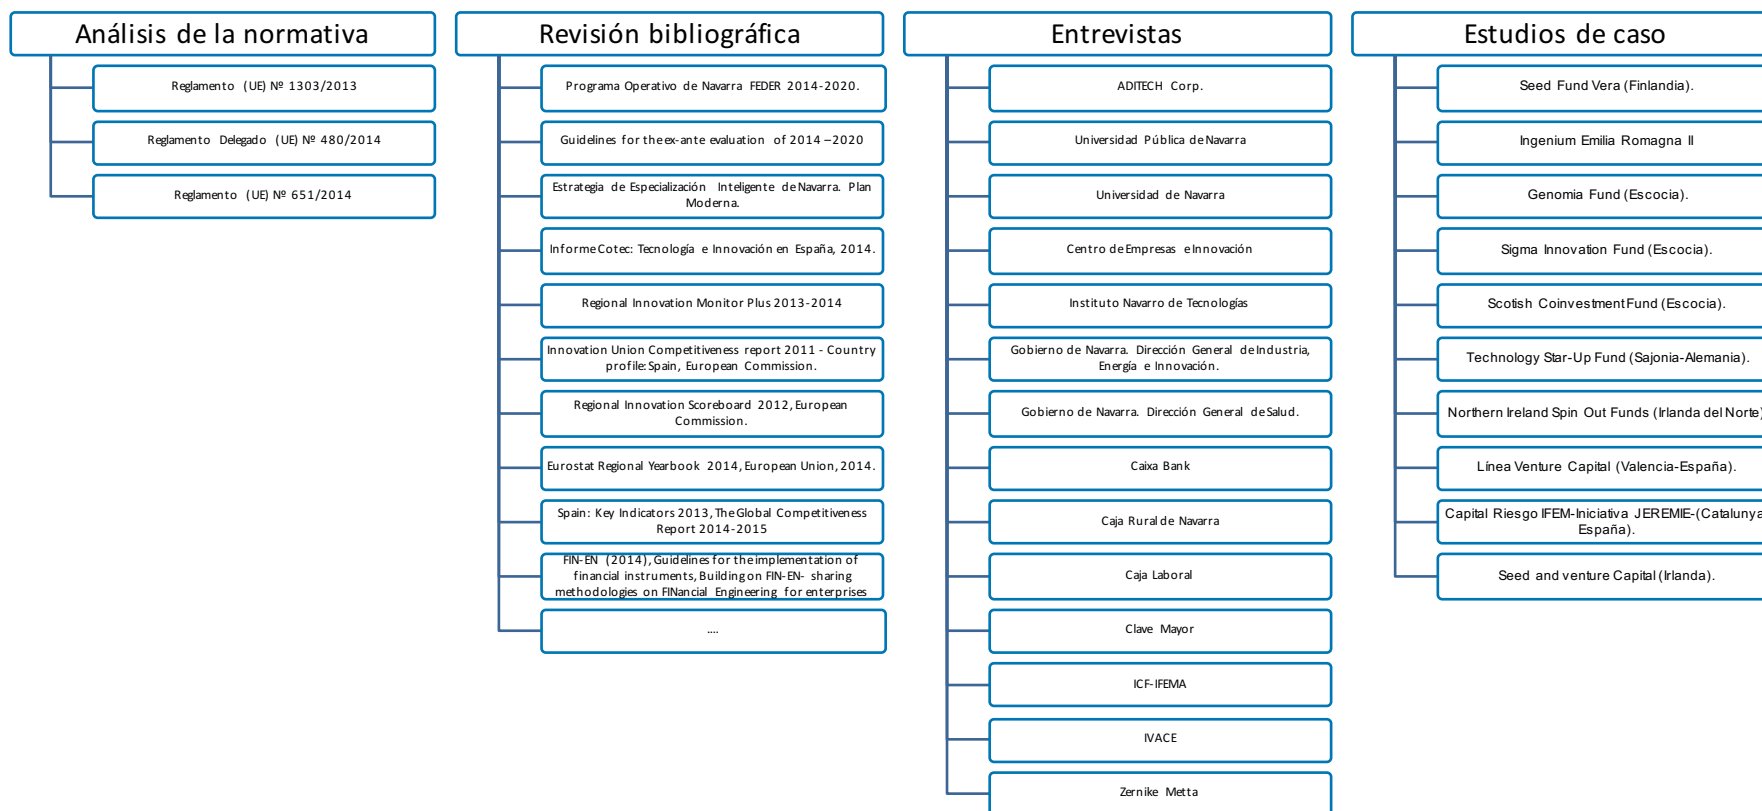 Análisis de la normativa
Reglamento (UE) Nº 1303/2013
Reglamento Delegado (UE) Nº 480/2014
Reglamento (UE) Nº 651/2014
Revisión bibliográfica
Programa Operativo de Navarra FEDER 2014-2020.
Guidelines for the ex-ante evaluation of 2014 –2020
Estrategia de Especialización Inteligente de Navarra. Plan
Moderna.
Informe Cotec: Tecnología e Innovación en España, 2014.
Regional Innovation Monitor Plus 2013-2014
Innovation Union Competitiveness report 2011 - Country
profile: Spain, European Commission.
Regional Innovation Scoreboard 2012, European
Commission.
Eurostat Regional Yearbook 2014, European Union, 2014.
Spain: Key Indicators 2013, The Global Competitiveness
Report 2014-2015
FIN-EN (2014), Guidelines for the implementation of
financial instruments, Building on FIN-EN- sharing
methodologies on FINancial Engineering for enterprises
....
Entrevistas
ADITECH Corp.
Universidad Pública de Navarra
Universidad de Navarra
Centro de Empresas e Innovación
Instituto Navarro de Tecnologías
Gobierno de Navarra. Dirección General de Industria,
Energía e Innovación.
Gobierno de Navarra. Dirección General de Salud.
Caixa Bank
Caja Rural de Navarra
Caja Laboral
Clave Mayor
ICF-IFEMA
IVACE
Zernike Metta
Estudios de caso
Seed Fund Vera (Finlandia).
Ingenium Emilia Romagna II
Genomia Fund (Escocia).
Sigma Innovation Fund (Escocia).
Scotish Coinvestment Fund (Escocia).
Technology Star-Up Fund (Sajonia-Alemania).
Northern Ireland Spin Out Funds (Irlanda del Norte)
Línea Venture Capital (Valencia-España).
Capital Riesgo IFEM-Iniciativa JEREMIE-(Catalunya
España).
Seed and venture Capital (Irlanda).